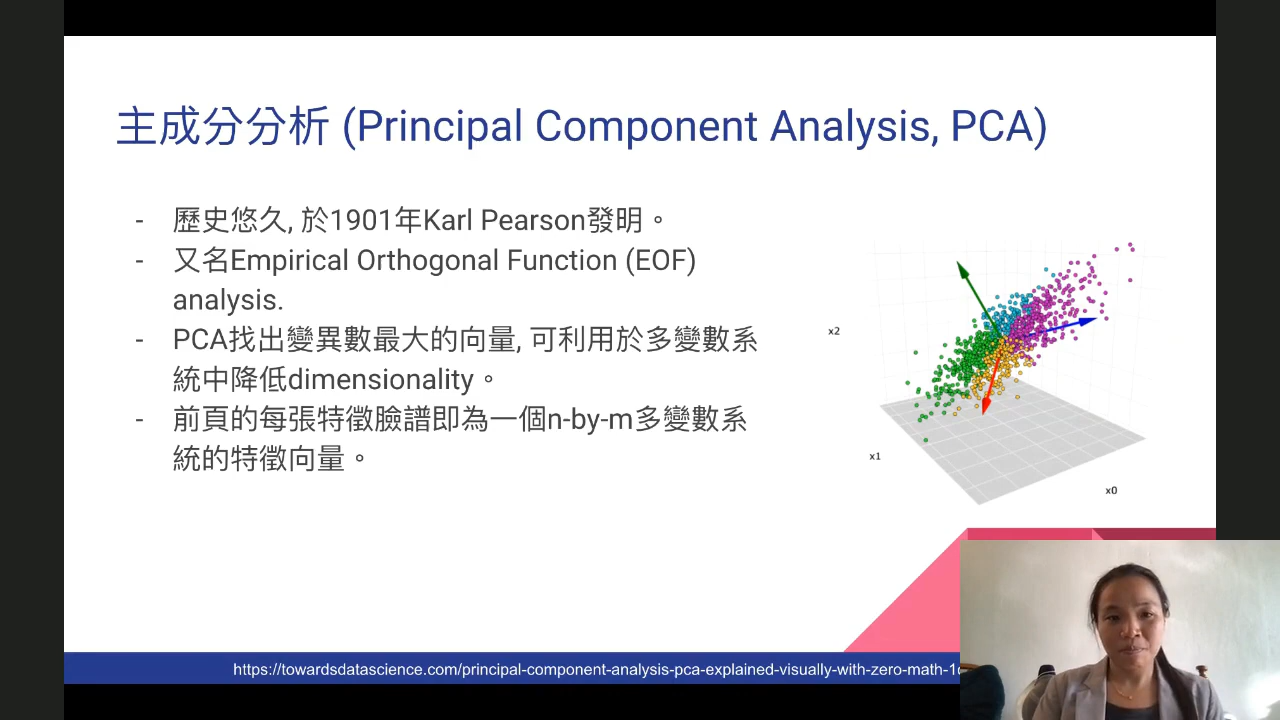 主成分分析 (Principal Component Analysis, PCA)
- 歷史悠久, 於1901年Karl Pearson發明。
- 又名Empirical Orthogonal Function (EOF)
analysis.
- PCA找出變異數最大的向量, 可利用於多變數系
統中降低dimensionality。
- 前頁的每張特徵臉譜即為一個n-by-m多變數系
統的特徵向量。
x2
x1
x0
https://towardsdatascience.com/principal-component-analysis-pca-explained-visually-with-zero-math-1